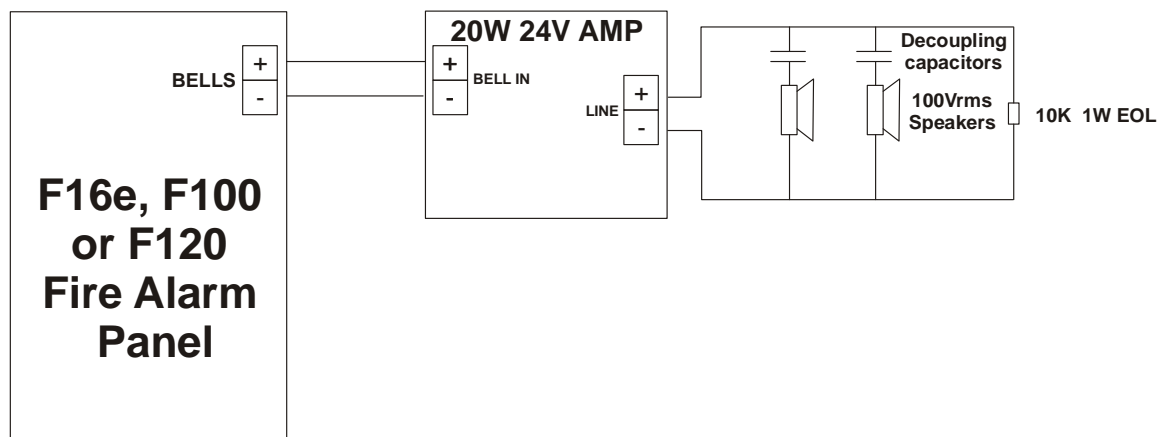 20W 24V AMP
BELLS
+
-
+
-
BELL IN
LINE
+
-
Decoupling
capacitors
100Vrms
Speakers
10K 1W EOL
F16e, F100
or F120
Fire Alarm
Panel